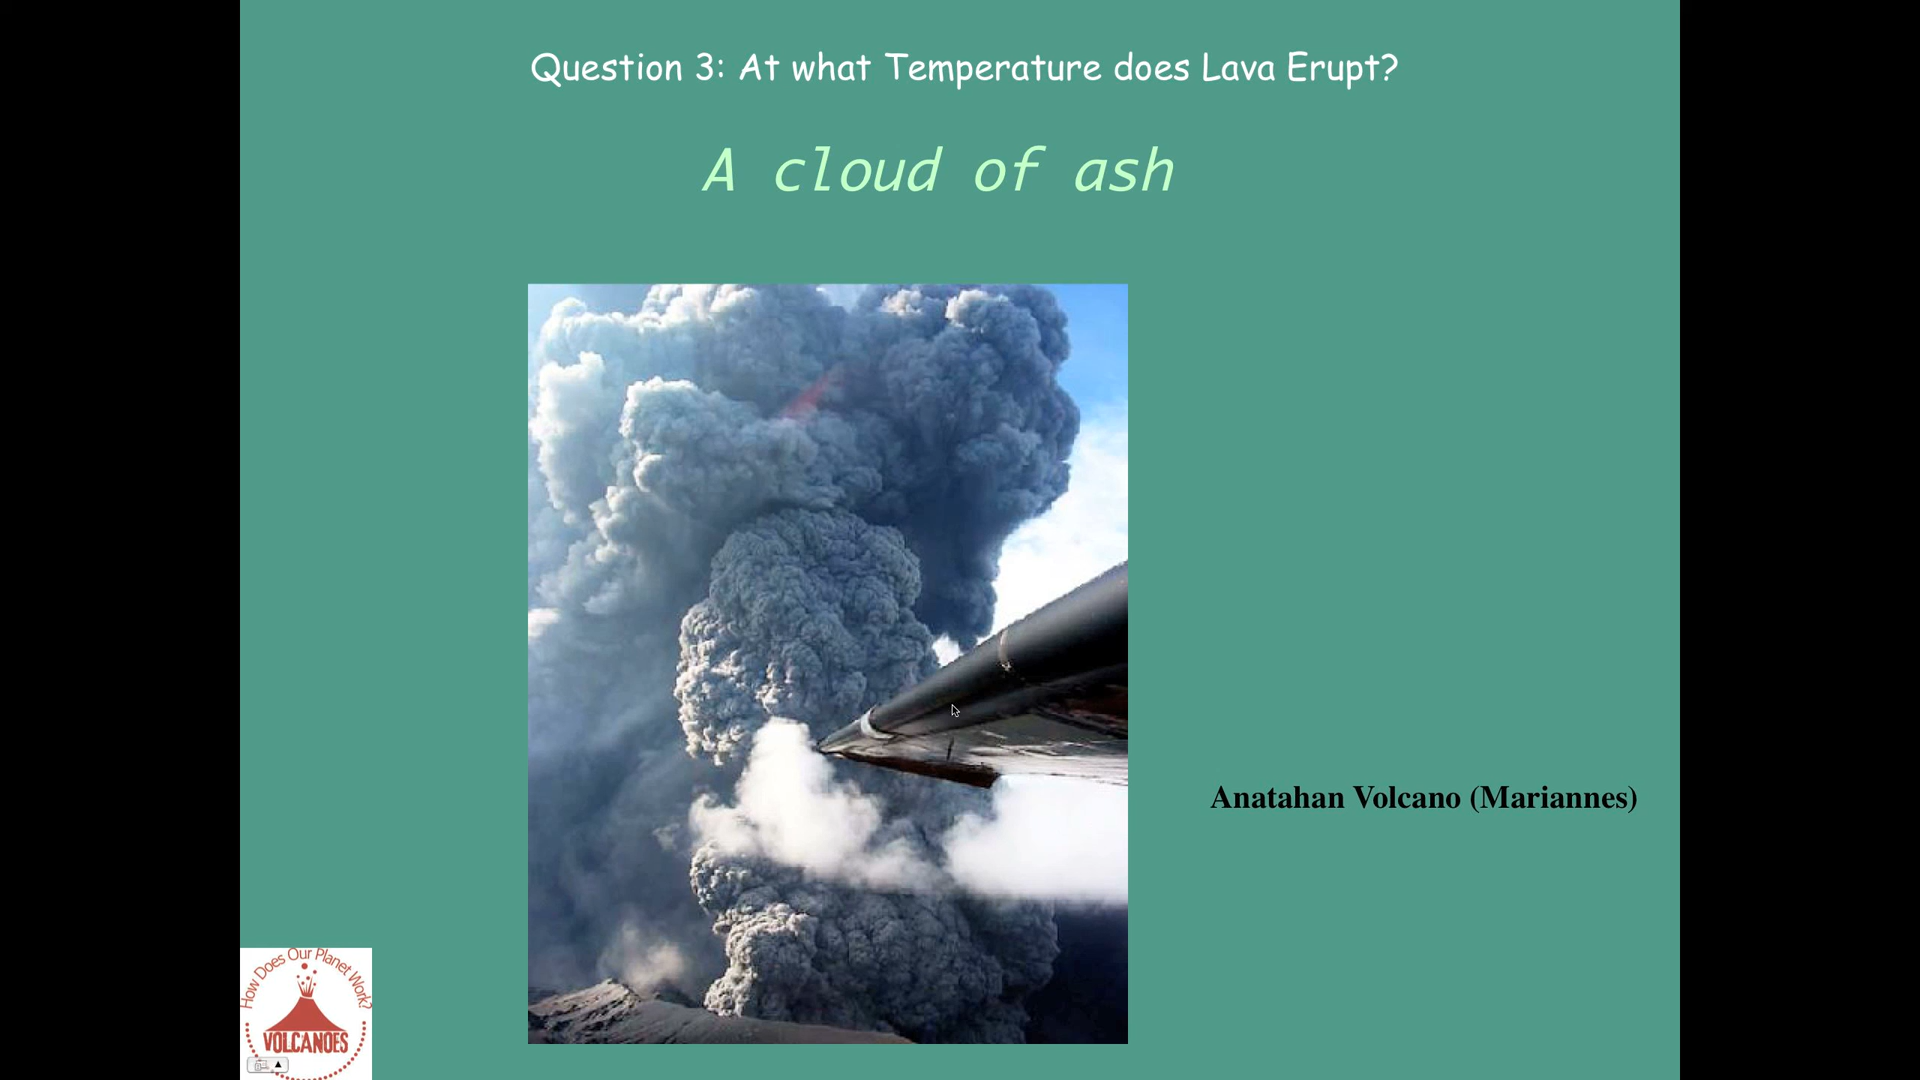 Question 3: At what Temperature does Lava Erupt?
A cloud of ash
Anatahan Volcano (Mariannes)
How Does Our Planet Work?
VOLCANOES